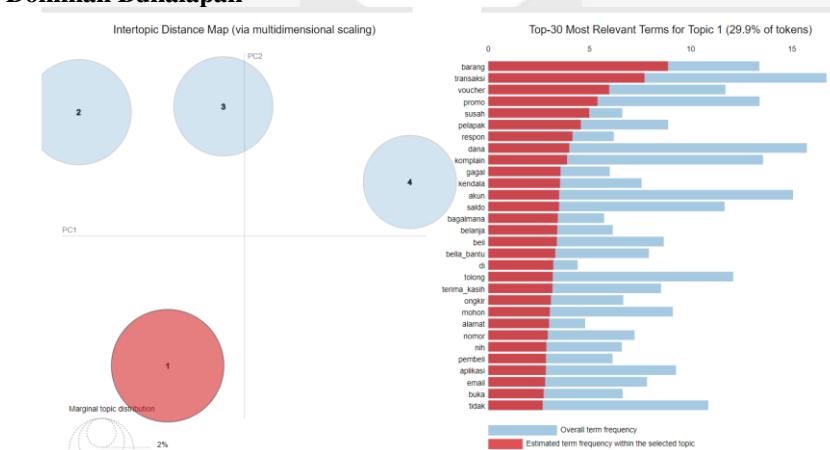 Dominan Bukalapak
Intertopic Distance Map (via multidimensional scaling)
PC2
2
3
4
PC1
1
Marginal topic distribution
2%
Top-30 Most Relevant Terms for Topic 1 (29.9% of tokens)
0 5 10 15
barang
transaksi
voucher
promo
susah
pelapak
respon
dana
komplain
gagal
kendala
akun
saldo
bagaimana
belanja
beli
bella_bantu
di
tolong
terima_kasih
ongkir
mohon
alamat
nomor
nih
pembeli
aplikasi
email
buka
tidak
Overall term frequency
Estimated term frequency within the selected topic